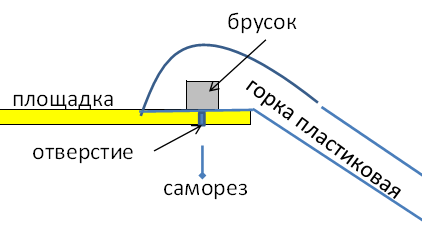 брусок
площадка
горка пластиковая
отверстие
саморез